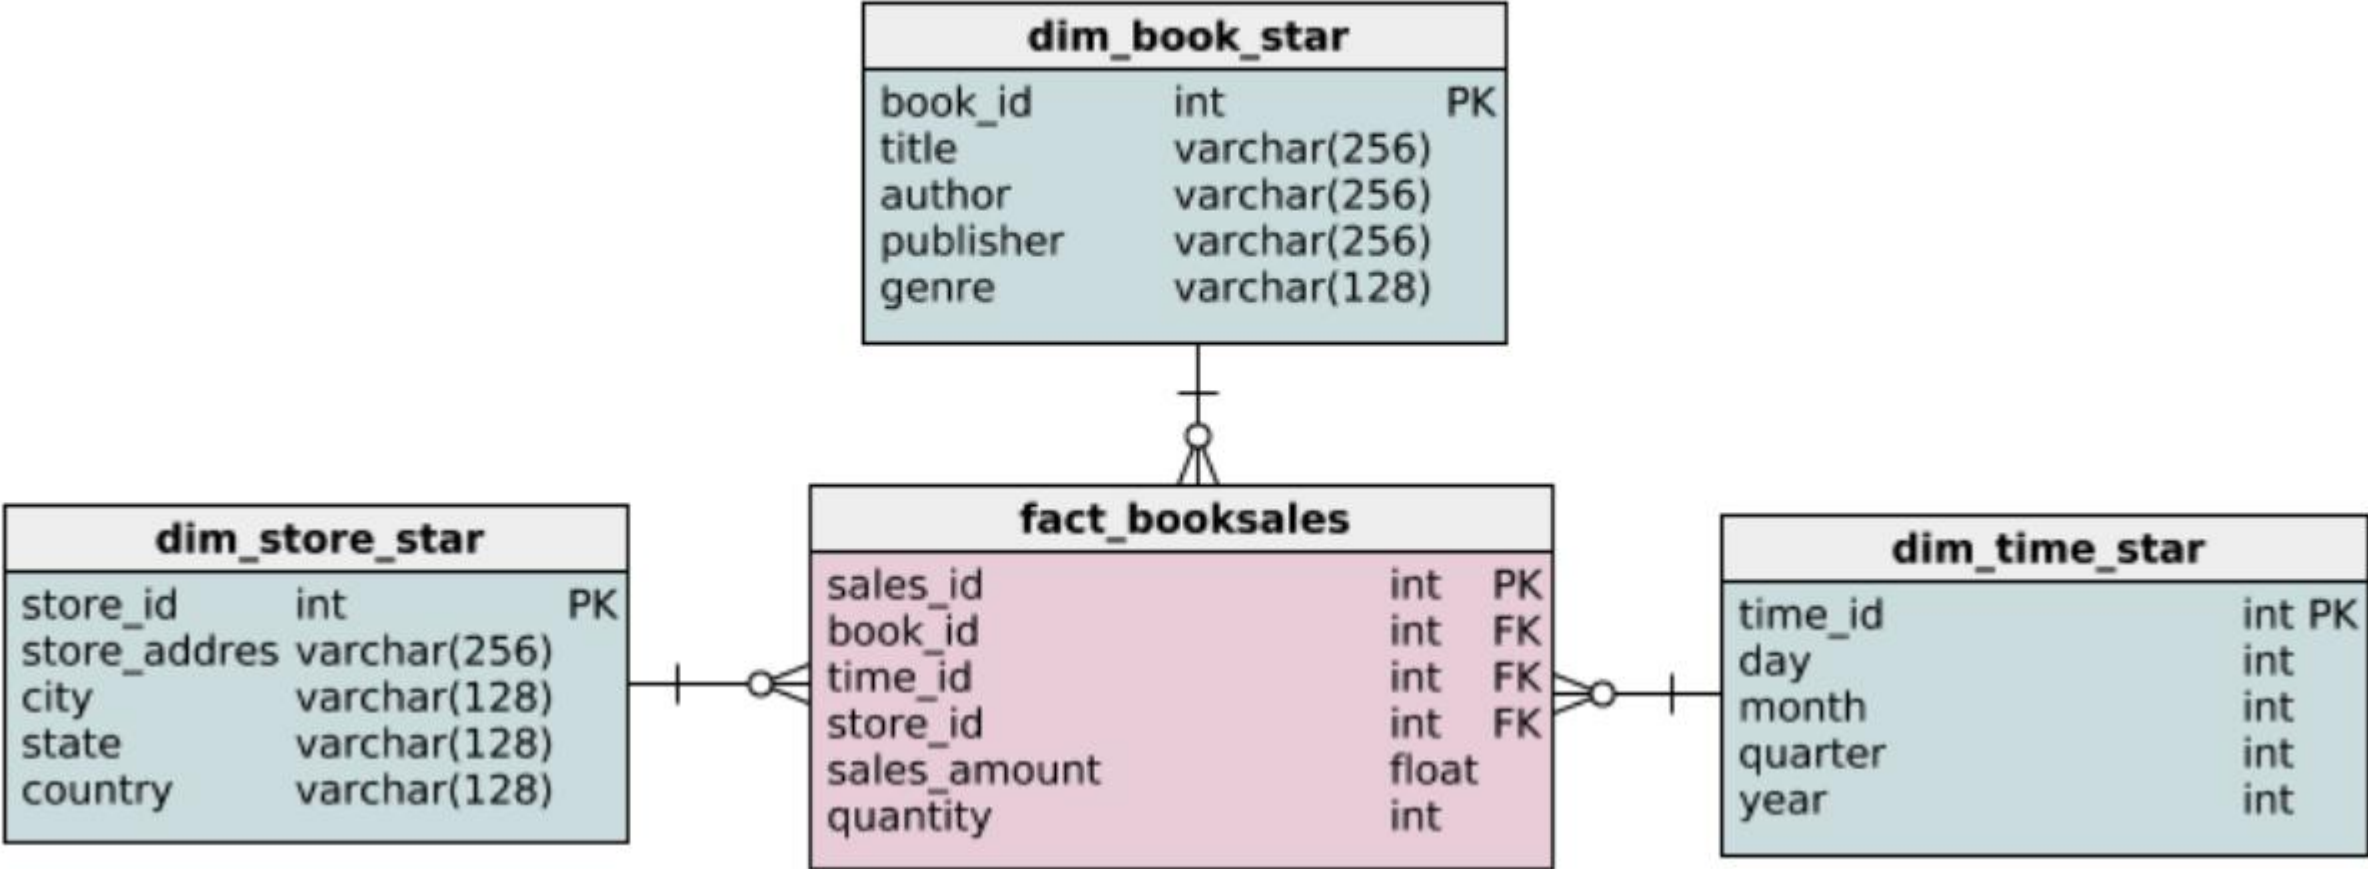 dim_book_star
book_id int PK
title varchar(256)
author varchar(256)
publisher varchar(256)
genre varchar(128)
dim_store_star
store_id int PK
store_addres varchar(256)
city varchar(128)
state varchar(128)
country varchar(128)
fact_booksales
sales_id int PK
book_id int FK
time_id int FK
store_id int FK
sales_amount float
quantity int
dim_time_star
time_id int PK
day int
month int
quarter int
year int